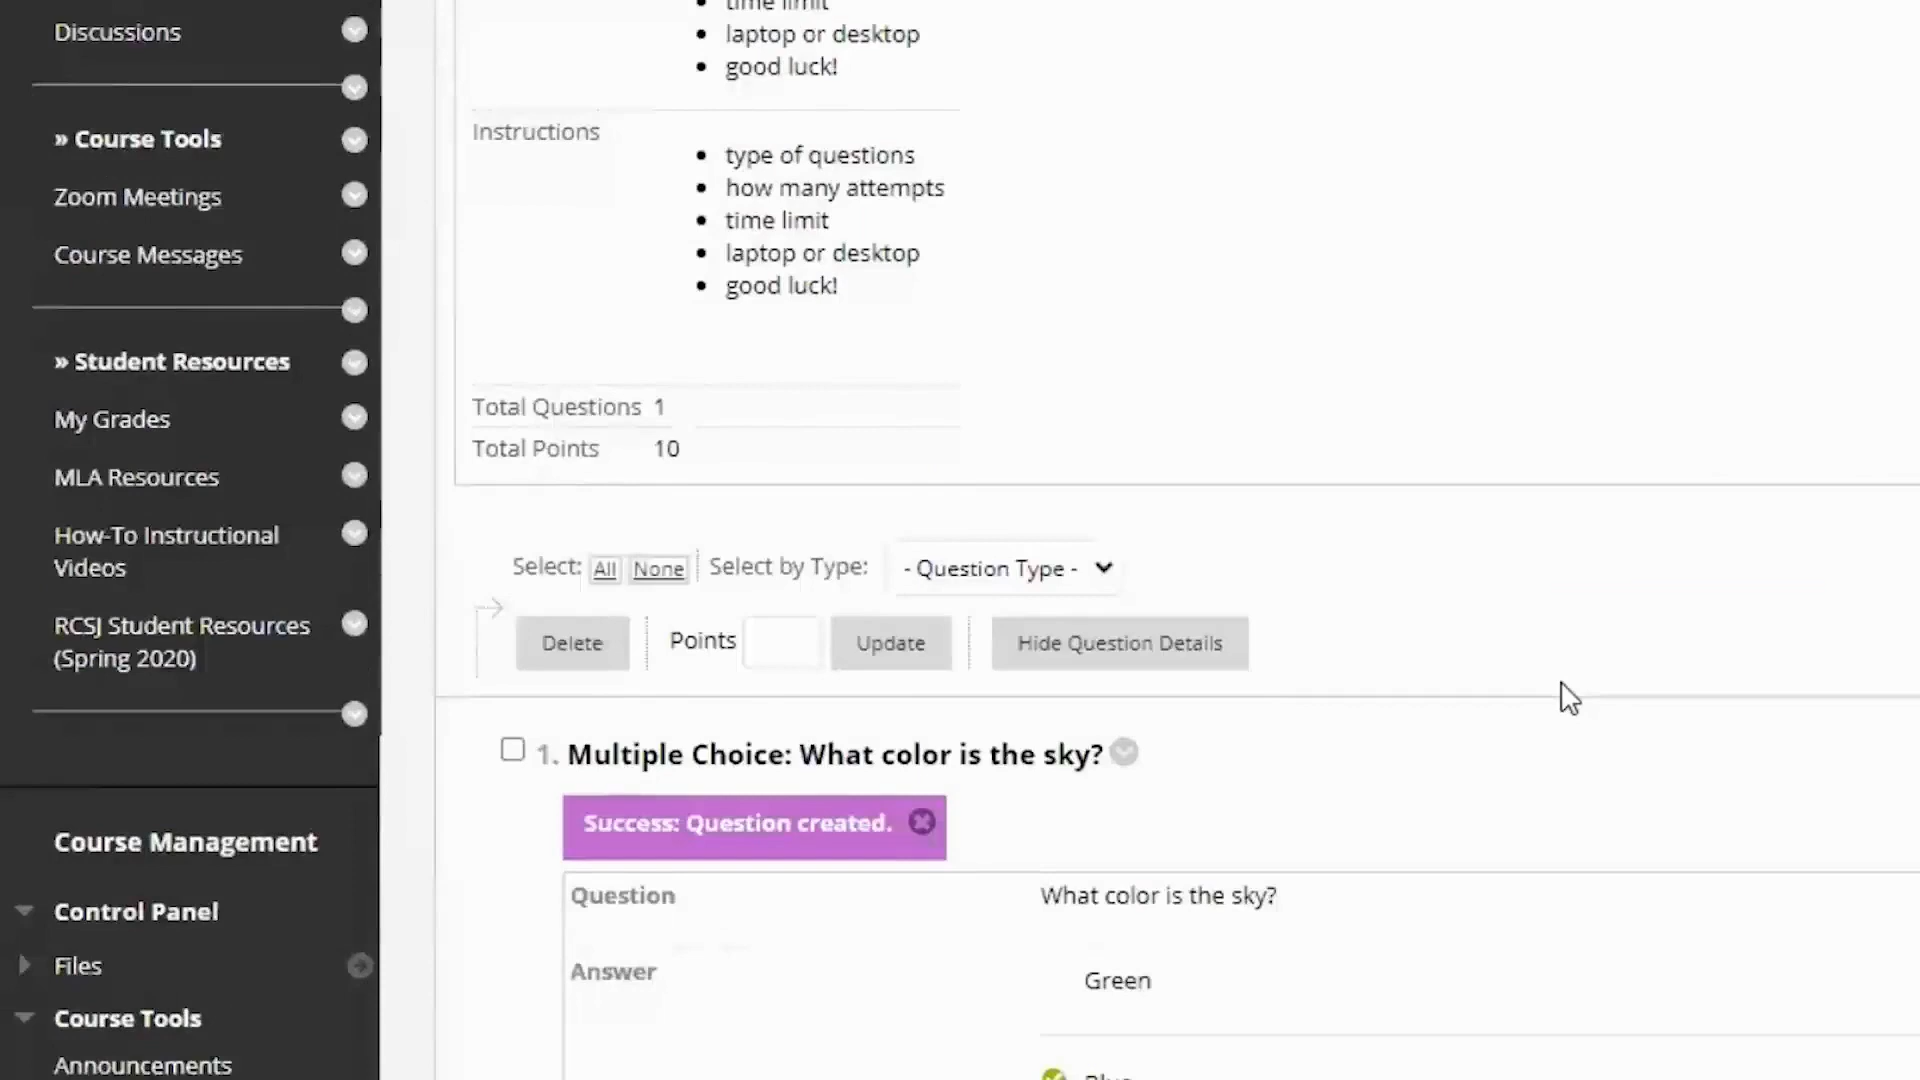 Discussions
» Course Tools
Zoom Meetings
Course Messages
» Student Resources
My Grades
MLA Resources
How-To Instructional
Videos
RCSJ Student Resources
(Spring 2020)
Course Management
Control Panel
Files
Course Tools
Announcements
time limit
laptop or desktop
good luck!
Instructions
type of questions
how many attempts
time limit
laptop or desktop
good luck!
Total Questions 1
Total Points 10
Select: All None Select by Type: - Question Type -
Delete Points Update Hide Question Details
1. Multiple Choice: What color is the sky?
Success: Question created.
Question What color is the sky?
Answer Green
Blue